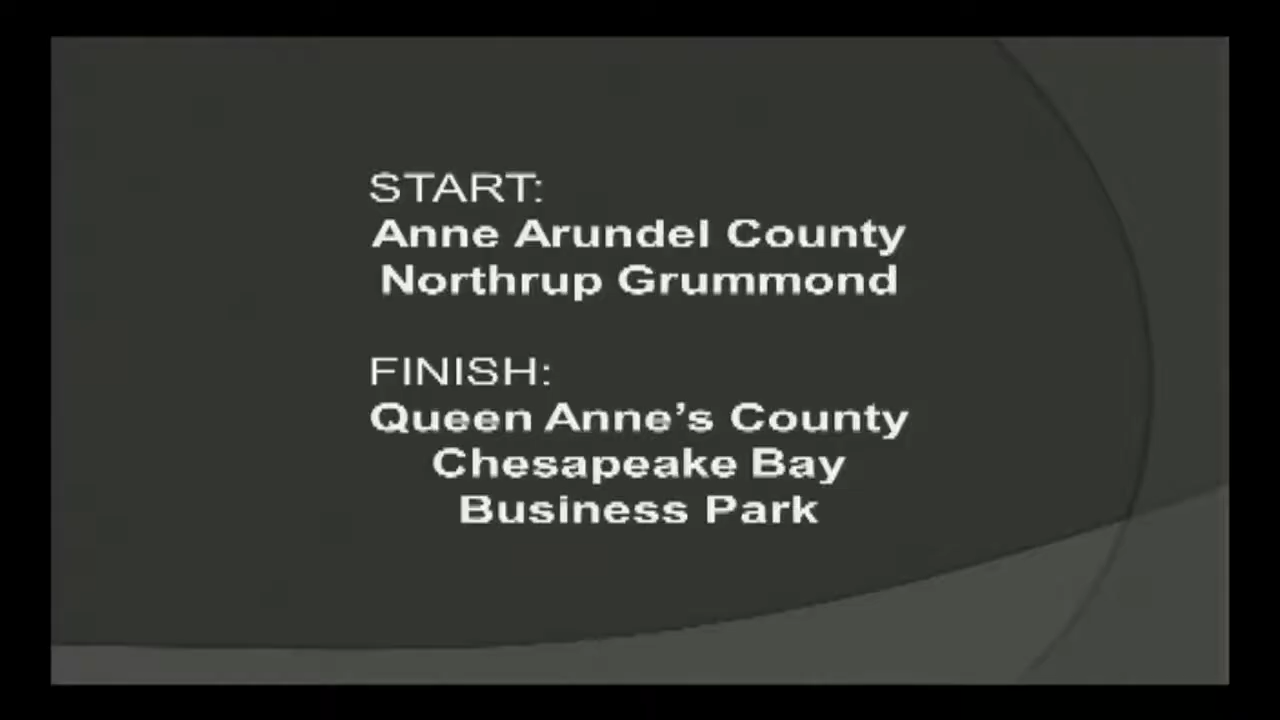 START:
Anne Arundel County
Northrup Grummond
FINISH:
Queen Anne’s County
Chesapeake Bay
Business Park